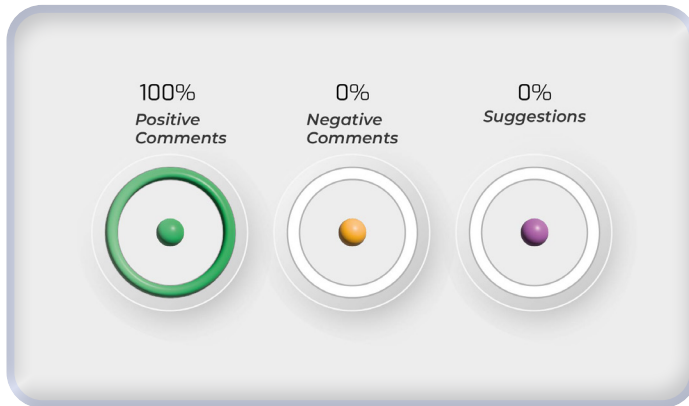 100%
Positive
Comments
0%
Negative
Comments
0%
Suggestions